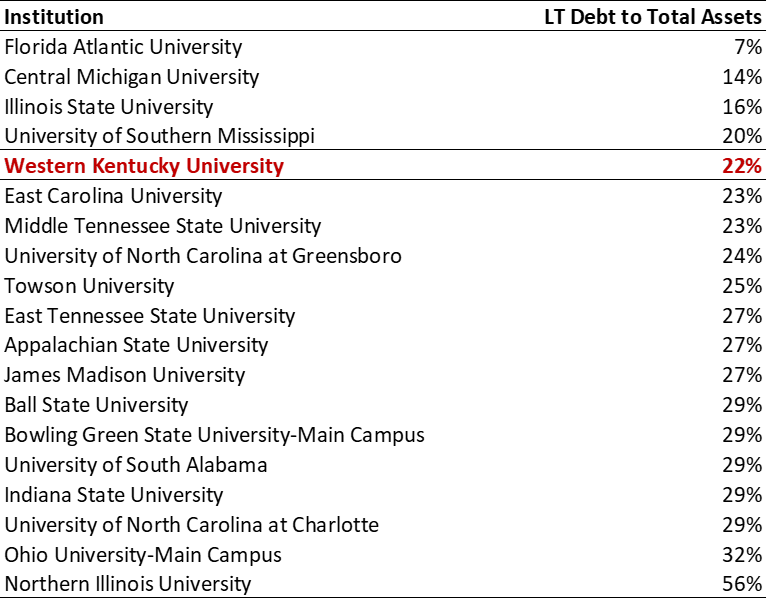 Institution LT Debt to Total Assets
Florida Atlantic University 7%
Central Michigan University 14%
Illinois State University 16%
University of Southern Mississippi 20%
Western Kentucky University 22%
East Carolina University 23%
Middle Tennessee State University 23%
University of North Carolina at Greensboro 24%
Towson University 25%
East Tennessee State University 27%
Appalachian State University 27%
James Madison University 27%
Ball State University 29%
Bowling Green State University-Main Campus 29%
University of South Alabama 29%
Indiana State University 29%
University of North Carolina at Charlotte 29%
Ohio University-Main Campus 32%
Northern Illinois University 56%